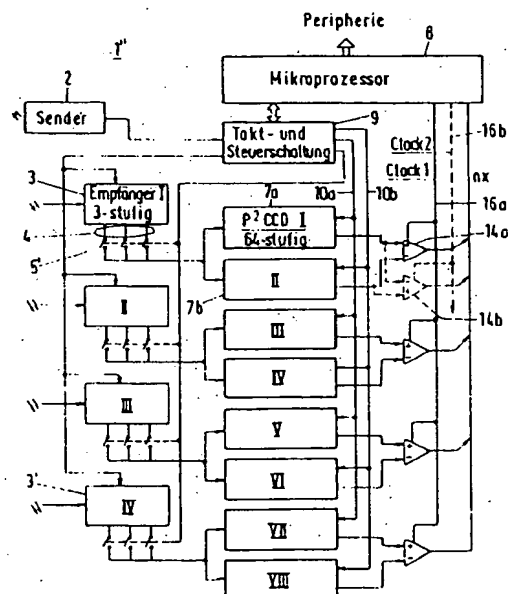 Peripherie
8
1"
Mikroprozessor
2
Sender
9
Takt- und
Steuerschaltung
16b
Clock 2
Clock 1
nx
3
7a
10a
10b
16a
Empfänger I
3-stufig
4
P² CCD I
64-stufig
14a
5'
II
II
7b
14b
III
IV
III
V
VI
3'
IV
VII
VIII